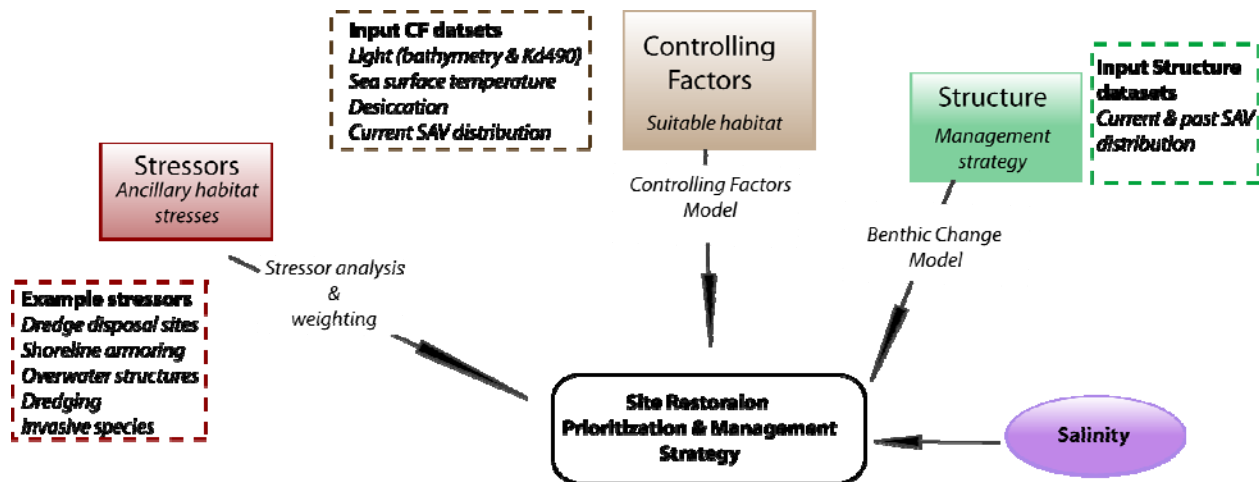 Input CF datsets
Light (bathymetry & Kd490)
Sea surface temperature
Desiccation
Current SAV distribution
Controlling
Factors
Suitable habitat
Structure
Management
strategy
Input Structure
datasets
Current & past SAV
distribution
Stressors
Ancillary habitat
stresses
Controlling Factors
Model
Benthic Change
Model
Stressor analysis
&
weighting
Example stressors
Dredge disposal sites
Shoreline armoring
Overwater structures
Dredging
Invasive species
Site Restoraion
Prioritization & Management
Strategy
Salinity